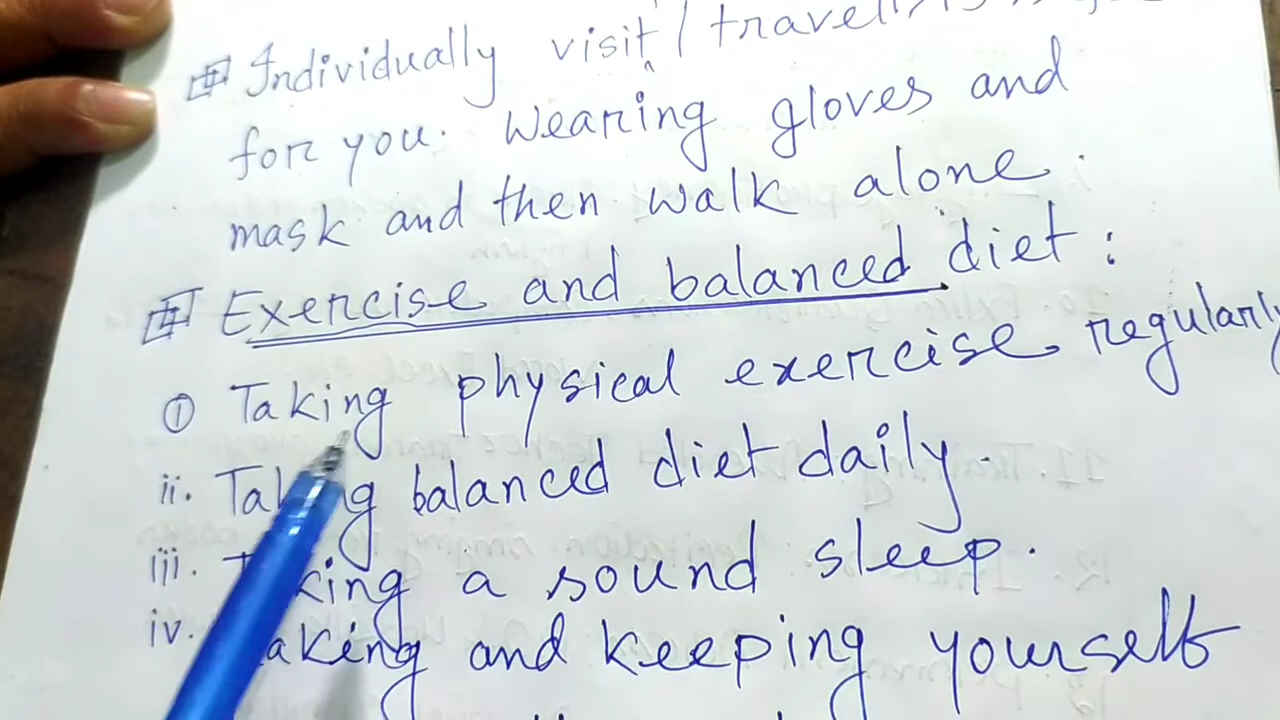 Individually visit / travel
for you. Wearing gloves and
mask and then walk alone.
Exercise and balanced diet:
① Taking physical exercise regularly
ii. Taking balanced diet daily.
iii. Taking a sound sleep.
iv. Making and keeping yourself